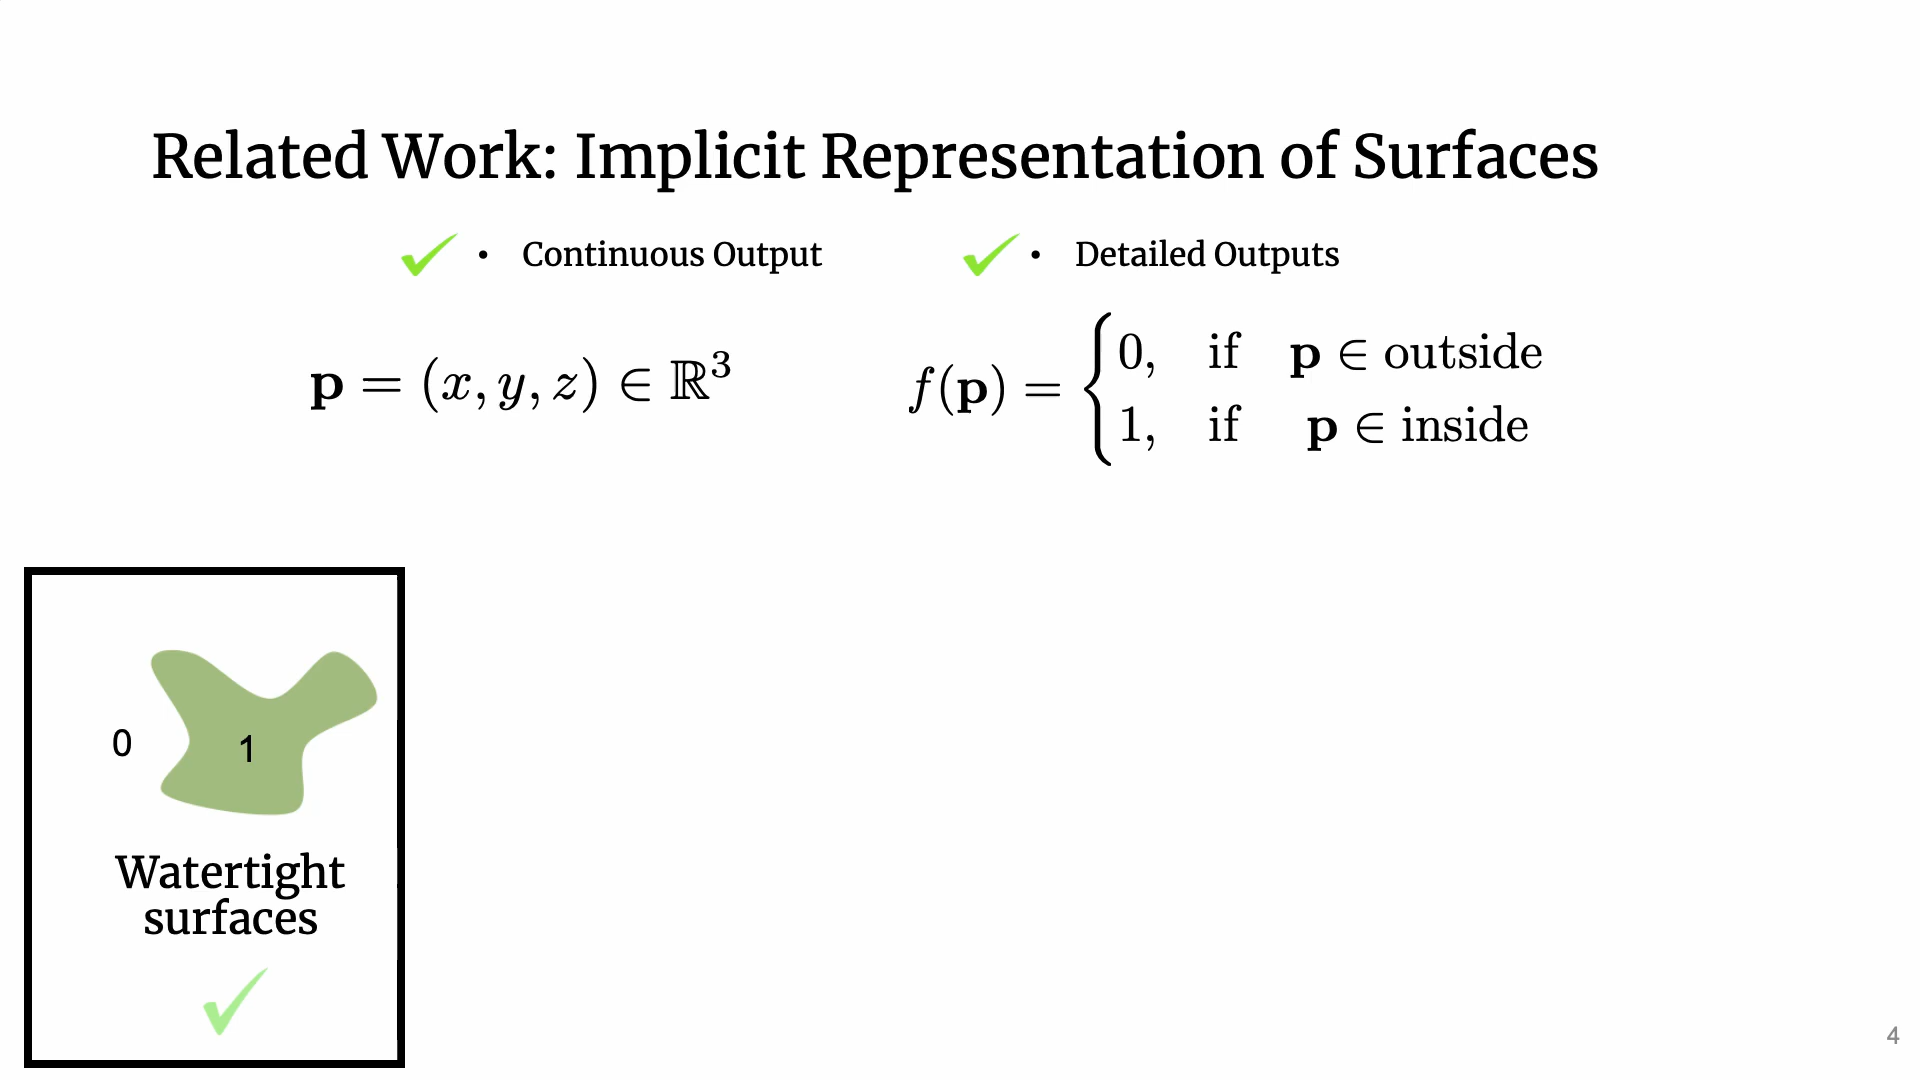 Related Work: Implicit Representation of Surfaces
• Continuous Output • Detailed Outputs
p = (x, y, z) ∈ ℝ³
f(p) = { 0, if p ∈ outside
1, if p ∈ inside
0 1
Watertight
surfaces
4